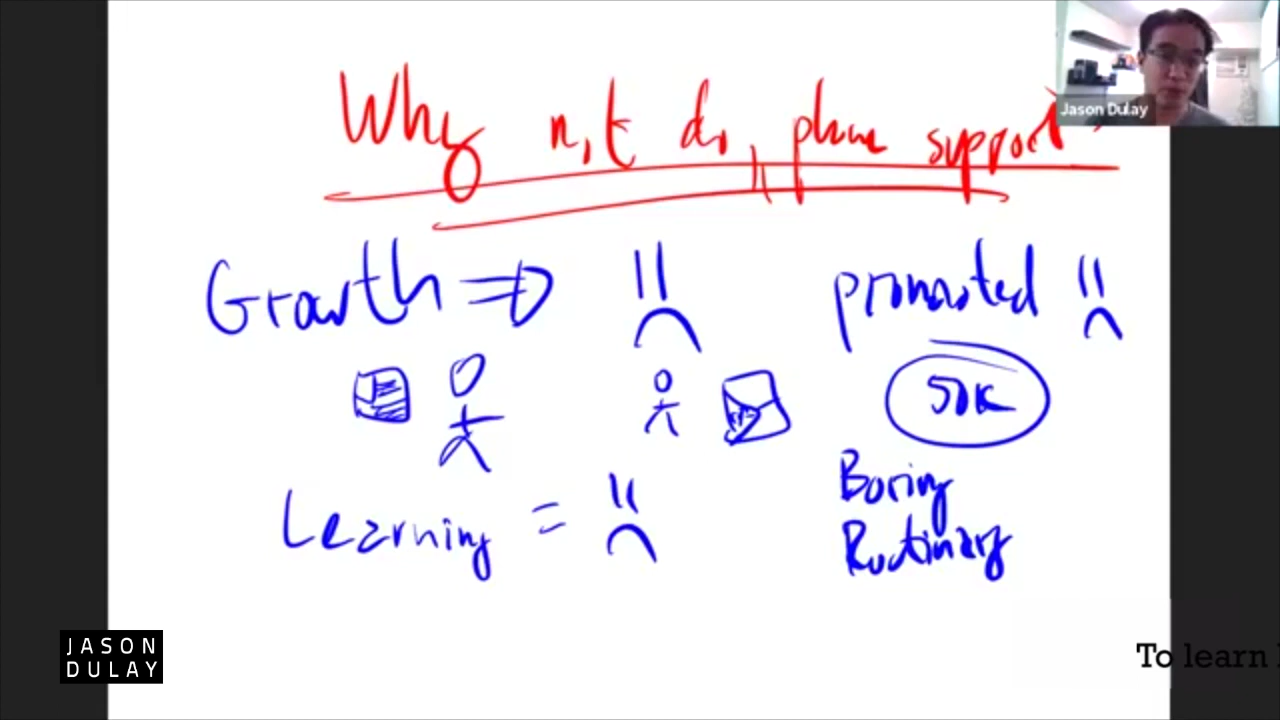 Why not do phone support
Jason Dulay
Growth ⇒
promoted
50K
Learning =
Boring
Routinary
JASON
DULAY
To learn